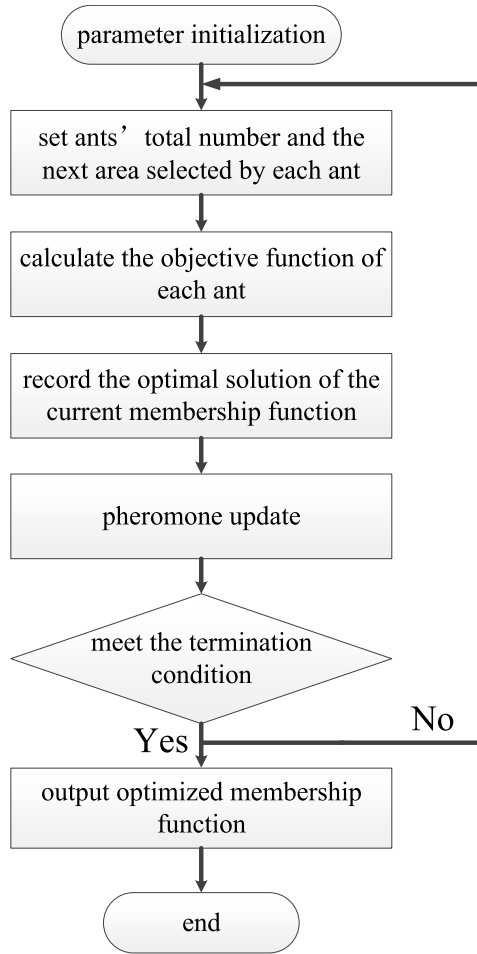 parameter initialization
set ants’ total number and the
next area selected by each ant
calculate the objective function of
each ant
record the optimal solution of the
current membership function
pheromone update
meet the termination
condition
No
Yes
output optimized membership
function
end